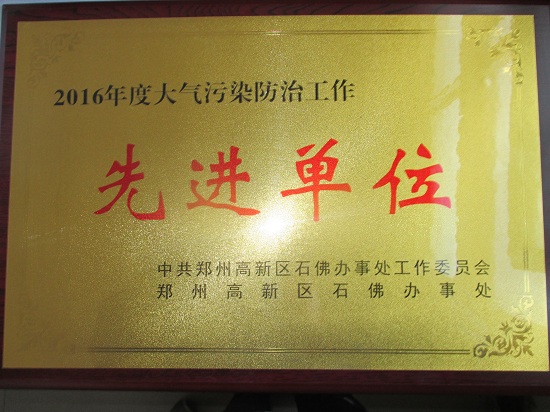 2016年度大气污染防治工作
先进单位
中共郑州高新区石佛办事处工作委员会
郑州高新区石佛办事处